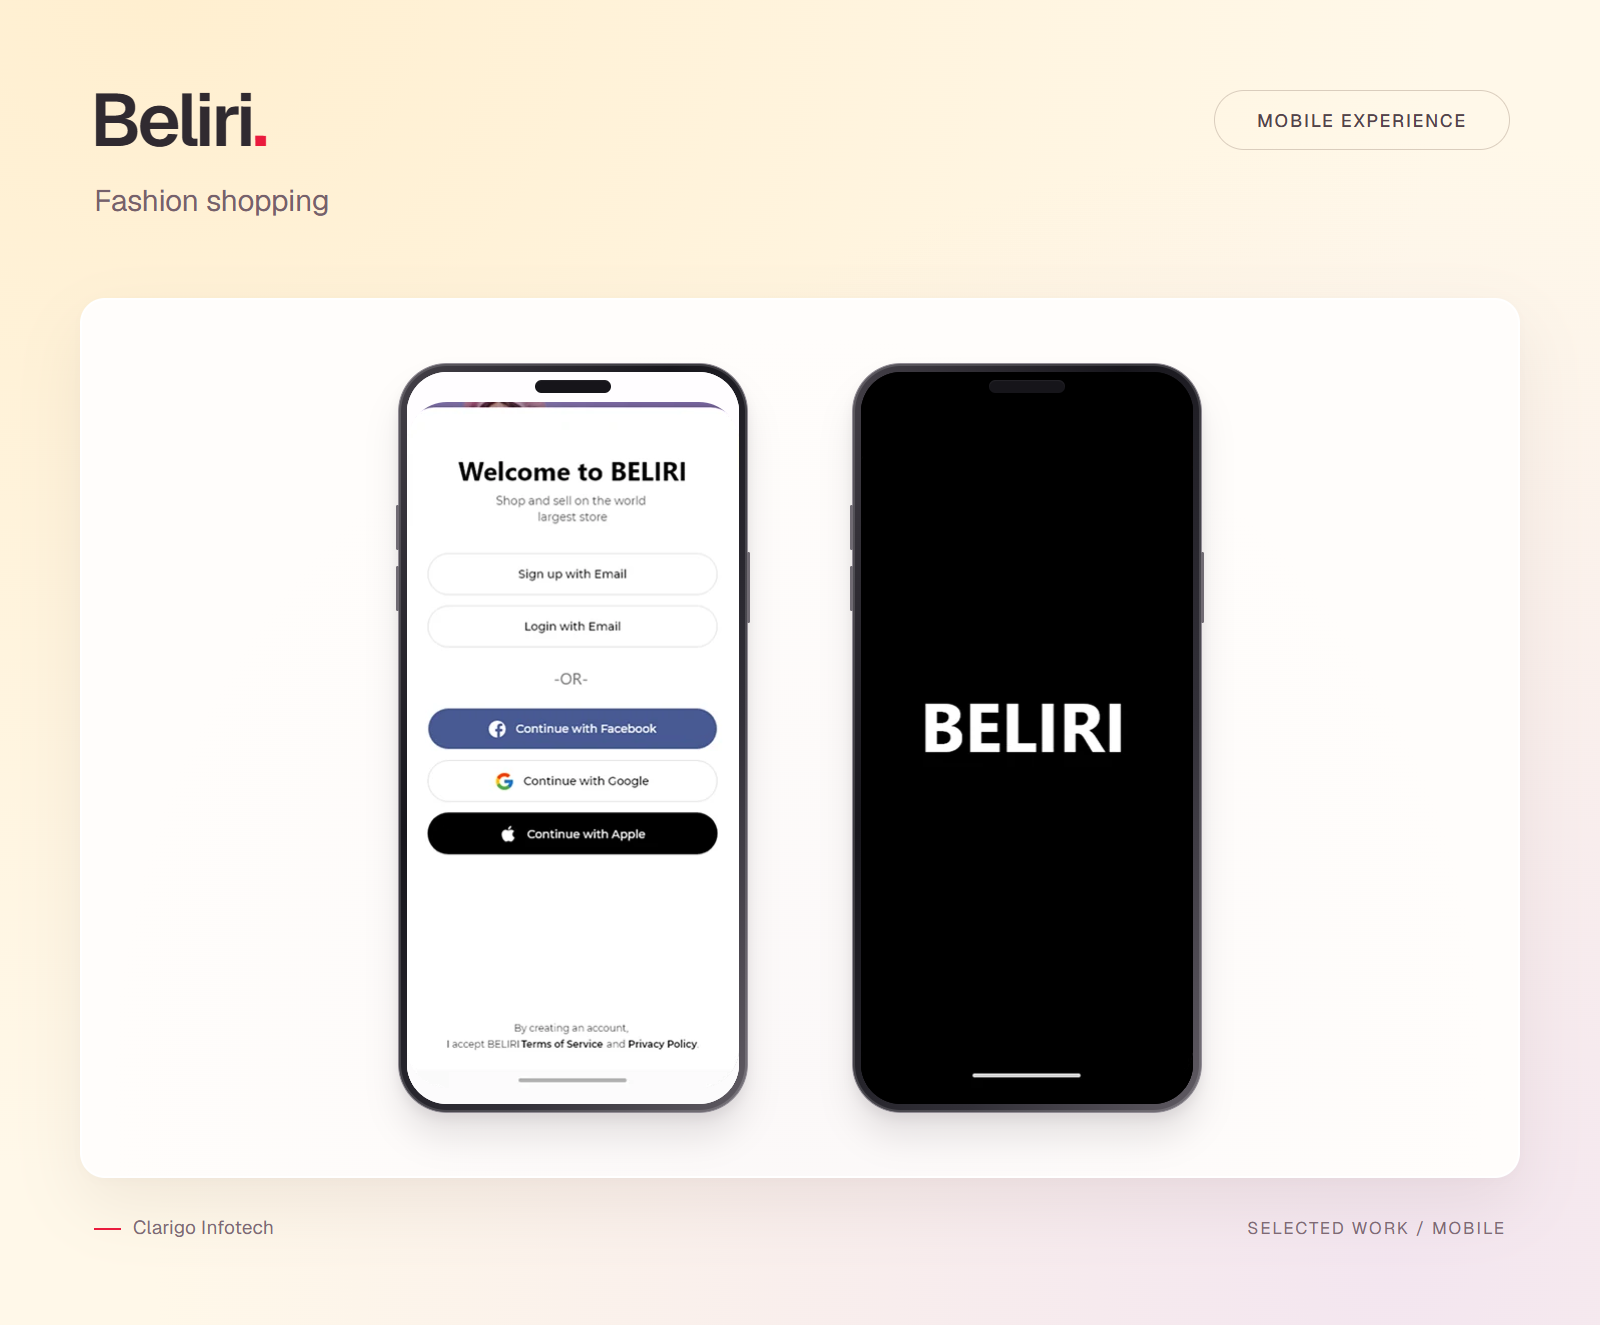 Beliri.
MOBILE EXPERIENCE
Fashion shopping
Welcome to BELIRI
Shop and sell on the world
largest store
Sign up with Email
Login with Email
-OR-
Continue with Facebook
Continue with Google
Continue with Apple
By creating an account,
I accept BELIRI Terms of Service and Privacy Policy.
BELIRI
Clarigo Infotech
SELECTED WORK / MOBILE